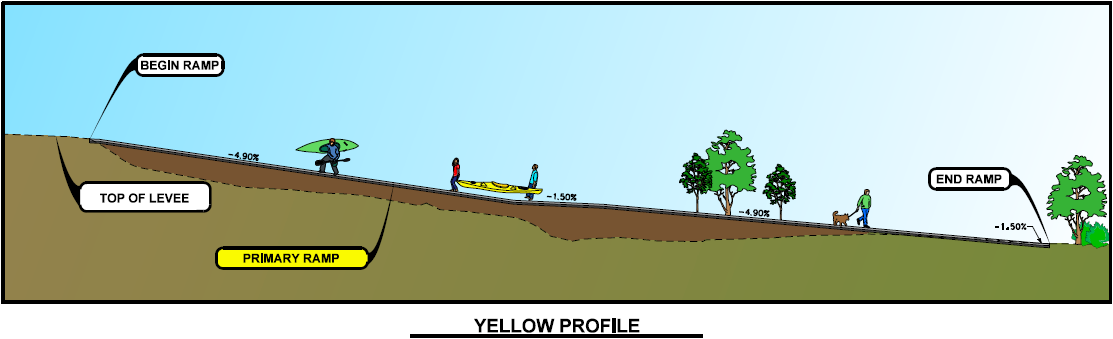 BEGIN RAMP
-4.90%
TOP OF LEVEE
PRIMARY RAMP
-1.50%
-4.90%
END RAMP
-1.50%
YELLOW PROFILE